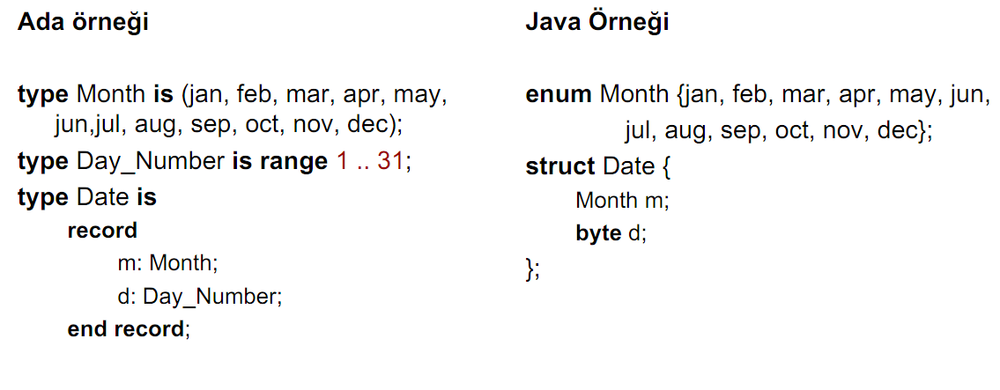 Ada örneği
type Month is (jan, feb, mar, apr, may,
jun,jul, aug, sep, oct, nov, dec);
type Day_Number is range 1 .. 31;
type Date is
record
m: Month;
d: Day_Number;
end record;
Java Örneği
enum Month {jan, feb, mar, apr, may, jun,
jul, aug, sep, oct, nov, dec};
struct Date {
Month m;
byte d;
};